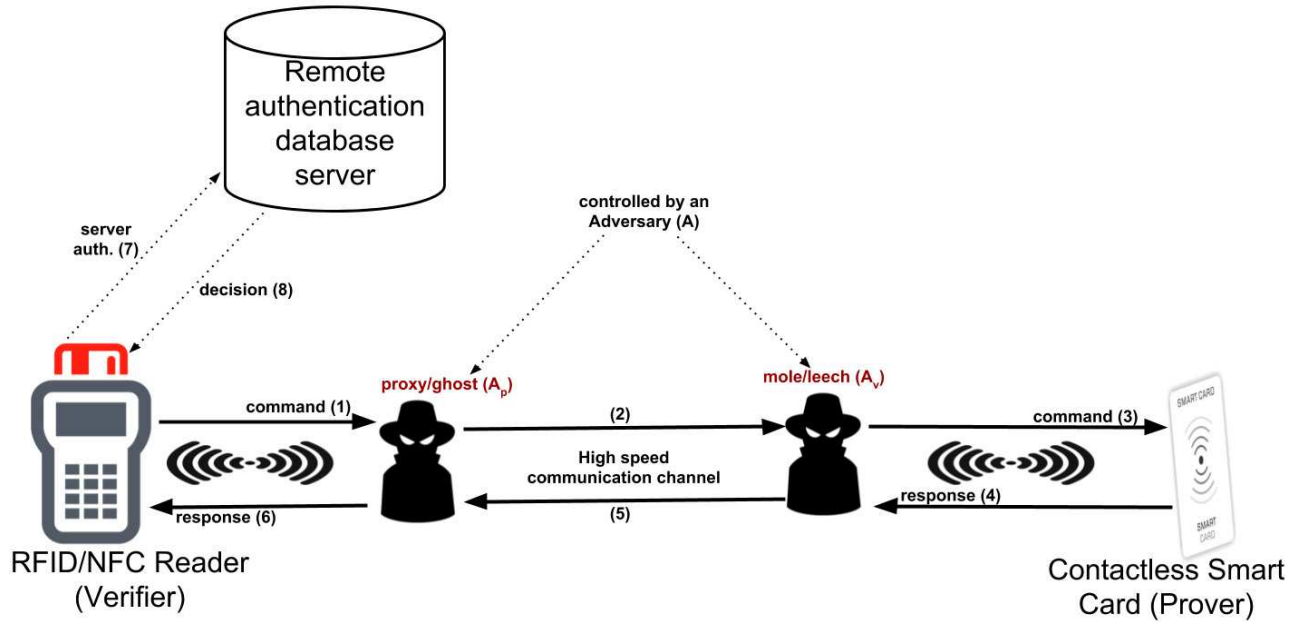 Remote
authentication
database
server
server
auth. (7)
decision (8)
controlled by an
Adversary (A)
proxy/ghost (Aₚ)
mole/leech (Aᵥ)
command (1)
(2)
command (3)
High speed
communication channel
response (6)
(5)
response (4)
SMART CARD
SMART
CARD
RFID/NFC Reader
(Verifier)
Contactless Smart
Card (Prover)